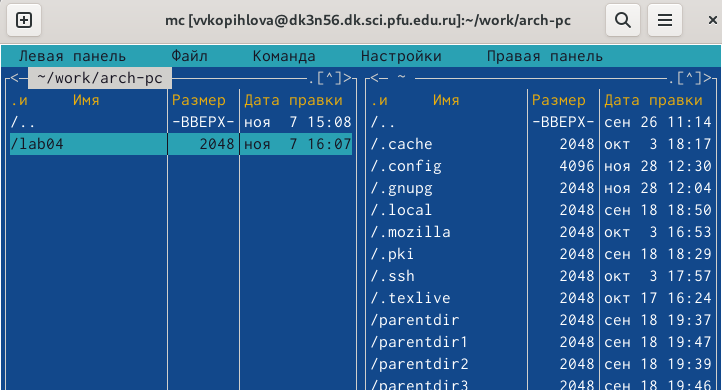 mc [vvkopihlova@dk3n56.dk.sci.pfu.edu.ru]:~/work/arch-pc
Левая панель Файл Команда Настройки Правая панель
<— ~/work/arch-pc .[^]>
.и Имя Размер Дата правки
/.. -ВВЕРХ- ноя 7 15:08
/lab04 2048 ноя 7 16:07
<— ~ .[^]>
.и Имя Размер Дата правки
/.. -ВВЕРХ- сен 26 11:14
/.cache 2048 окт 3 18:17
/.config 4096 ноя 28 12:30
/.gnupg 2048 ноя 28 12:04
/.local 2048 сен 18 18:50
/.mozilla 2048 окт 3 16:53
/.pki 2048 сен 18 18:29
/.ssh 2048 окт 3 17:57
/.texlive 2048 окт 17 16:24
/parentdir 2048 сен 18 19:37
/parentdir1 2048 сен 18 19:47
/parentdir2 2048 сен 18 19:39
/parentdir3 2048 сен 18 19:46